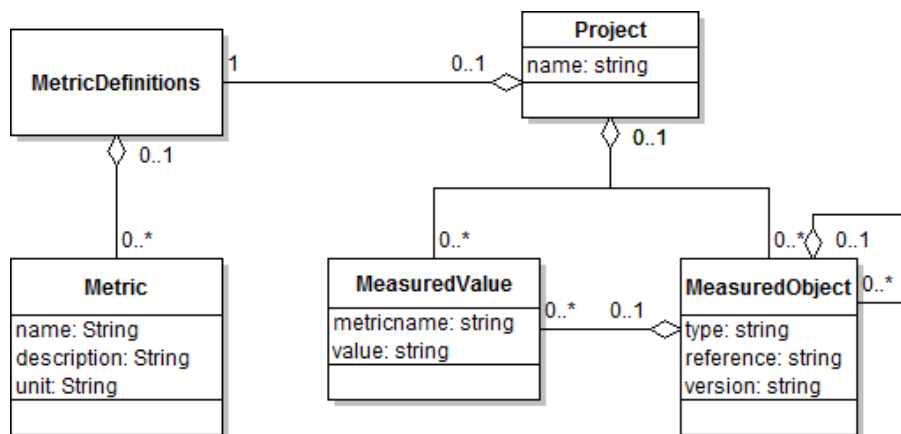 Project
name: string
MetricDefinitions
1
0..1
0..1
0..1
0..*
0..*
0..*
0..1
Metric
name: String
description: String
unit: String
MeasuredValue
metricname: string
value: string
0..*
0..1
MeasuredObject
type: string
reference: string
version: string
0..*